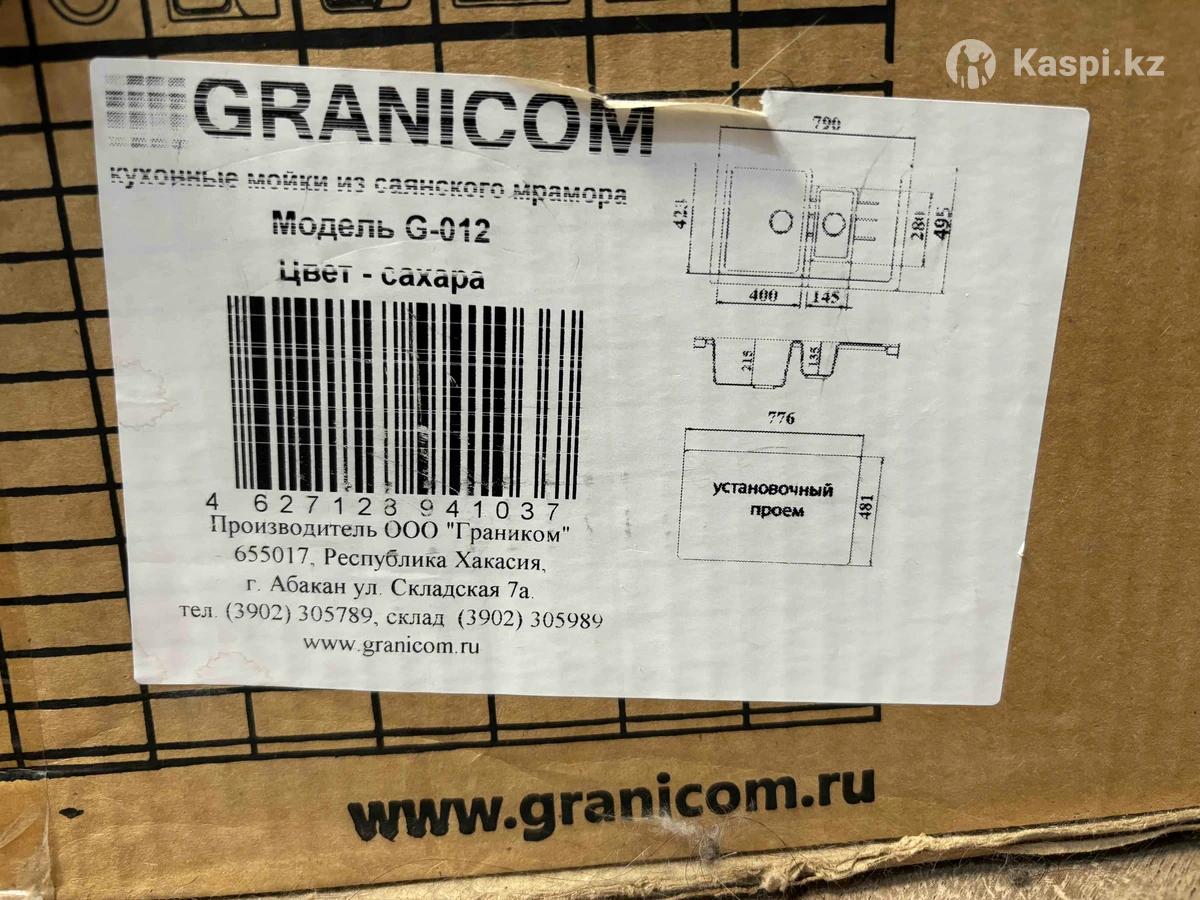 Kaspi.kz
GRANICOM
кухонные мойки из саянского мрамора
Модель G-012
Цвет - сахара
4 627128 941037
Производитель ООО "Граником"
655017, Республика Хакасия,
г. Абакан ул. Складская 7а.
тел. (3902) 305789, склад (3902) 305989
www.granicom.ru
790
423
280
495
400
145
215
135
776
установочный
проем
481
www.granicom.ru